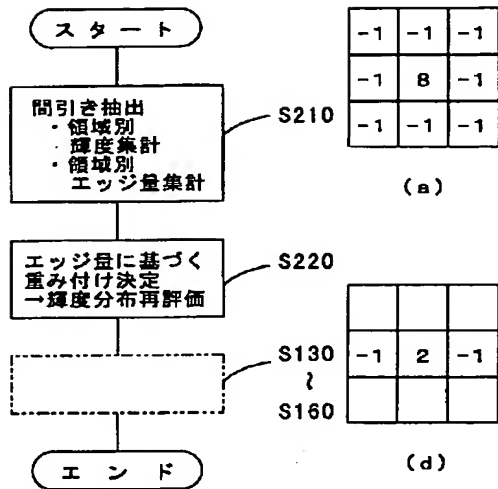 スタート
間引き抽出
・領域別
輝度集計
・領域別
エッジ量集計
S210
エッジ量に基づく
重み付け決定
→輝度分布再評価
S220
S130
~
S160
エンド
-1 -1 -1
-1 8 -1
-1 -1 -1
(a)
-1 2 -1
(d)